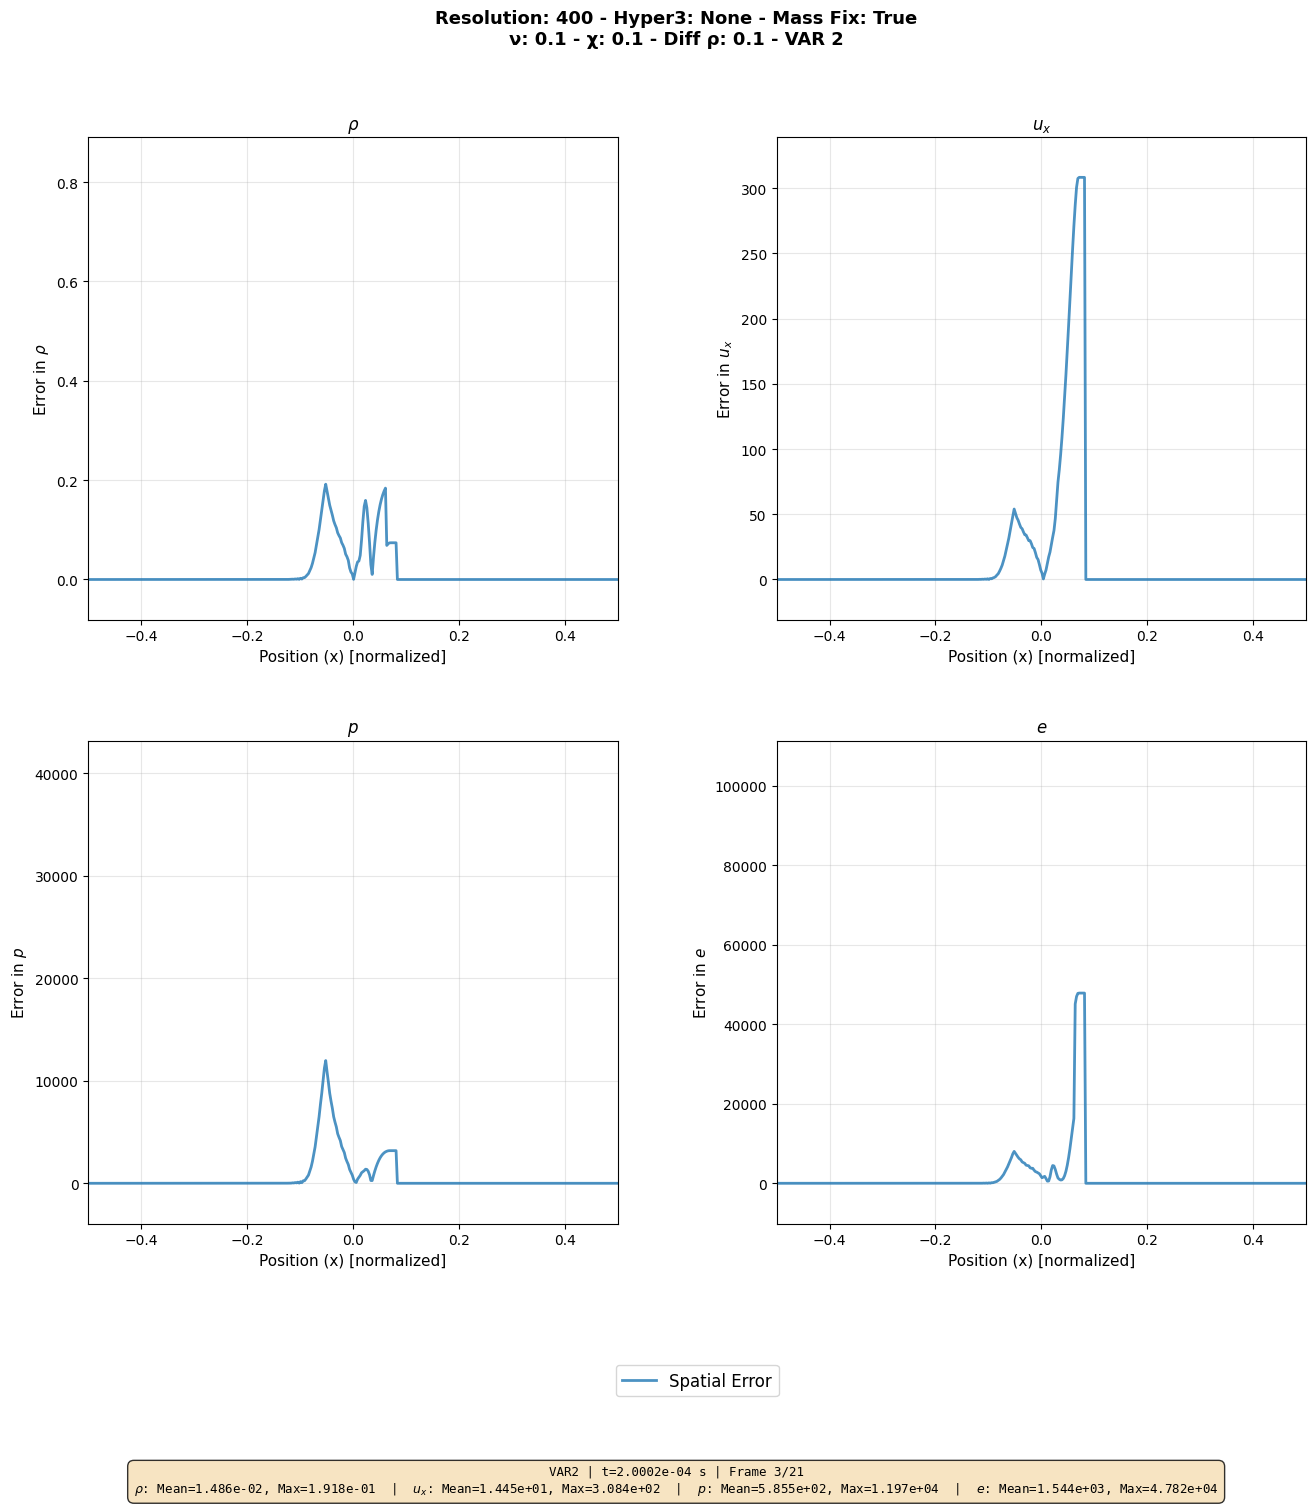 Resolution: 400 - Hyper3: None - Mass Fix: True
ν: 0.1 - χ: 0.1 - Diff ρ: 0.1 - VAR 2
ρ
Error in ρ
0.8
0.6
0.4
0.2
0.0
−0.4 −0.2 0.0 0.2 0.4
Position (x) [normalized]
u_x
Error in u_x
300
250
200
150
100
50
0
−0.4 −0.2 0.0 0.2 0.4
Position (x) [normalized]
p
Error in p
40000
30000
20000
10000
0
−0.4 −0.2 0.0 0.2 0.4
Position (x) [normalized]
e
Error in e
100000
80000
60000
40000
20000
0
−0.4 −0.2 0.0 0.2 0.4
Position (x) [normalized]
Spatial Error
VAR2 | t=2.0002e-04 s | Frame 3/21
ρ: Mean=1.486e-02, Max=1.918e-01 | u_x: Mean=1.445e+01, Max=3.084e+02 | p: Mean=5.855e+02, Max=1.197e+04 | e: Mean=1.544e+03, Max=4.782e+04